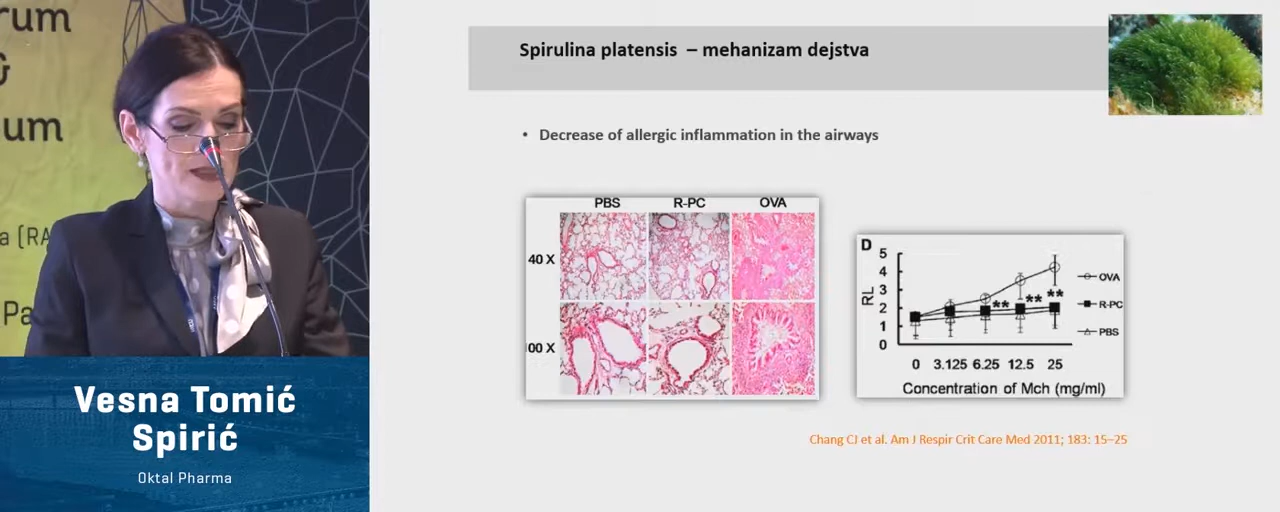 rum
&
um
a (RA
Pa
Vesna Tomić
Spirić
Oktal Pharma
Spirulina platensis – mehanizam dejstva
• Decrease of allergic inflammation in the airways
PBS R-PC OVA
40 X
00 X
D
5
4
3
2
1
0
RL
** ** **
OVA
R-PC
PBS
0 3.125 6.25 12.5 25
Concentration of Mch (mg/ml)
Chang CJ et al. Am J Respir Crit Care Med 2011; 183: 15–25